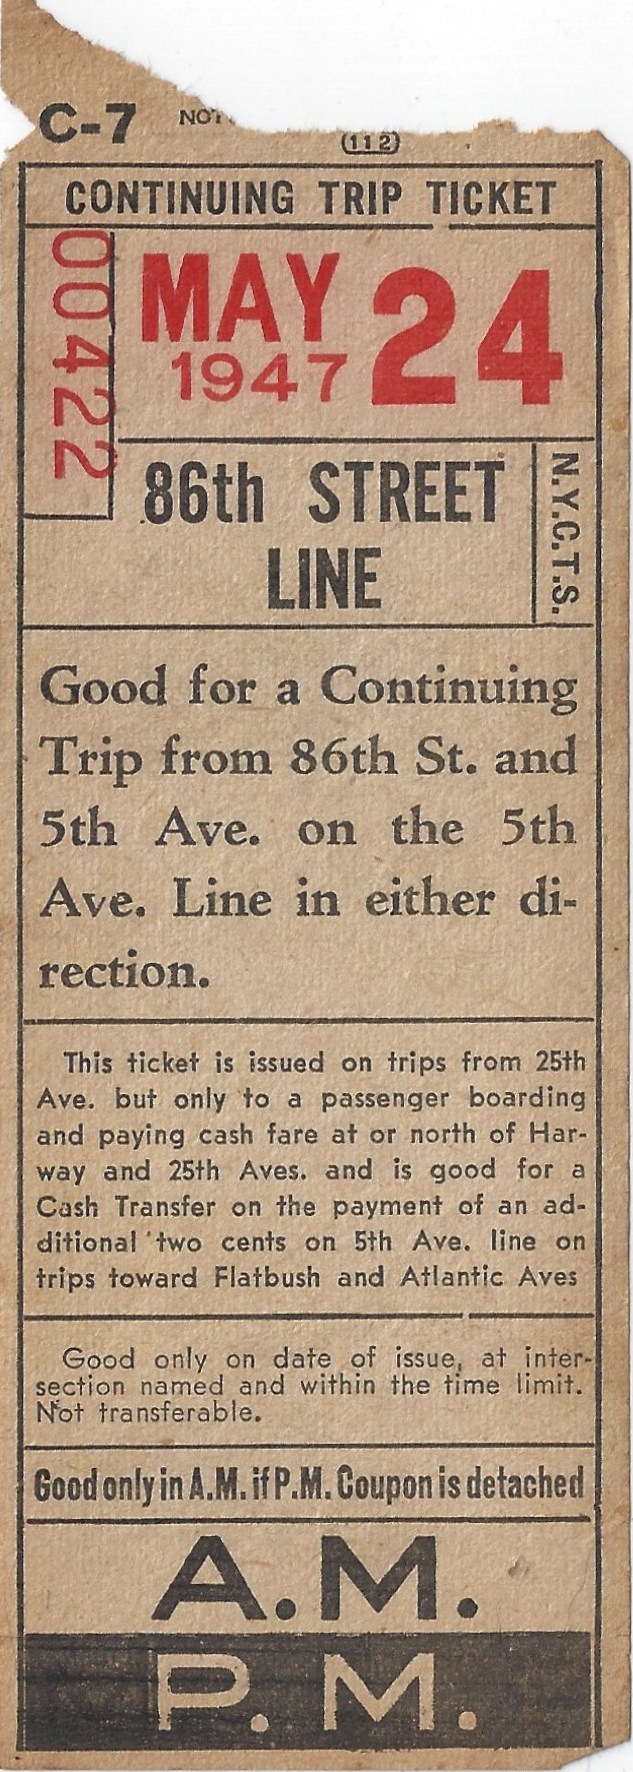 C-7
(112)
CONTINUING TRIP TICKET
00422
MAY 24
1947
86th STREET
LINE
N.Y.C.T.S.
Good for a Continuing
Trip from 86th St. and
5th Ave. on the 5th
Ave. Line in either di-
rection.
This ticket is issued on trips from 25th
Ave. but only to a passenger boarding
and paying cash fare at or north of Har-
way and 25th Aves. and is good for a
Cash Transfer on the payment of an ad-
ditional two cents on 5th Ave. line on
trips toward Flatbush and Atlantic Aves
Good only on date of issue, at inter-
section named and within the time limit.
Not transferable.
Good only in A.M. if P.M. Coupon is detached
A.M.
P.M.